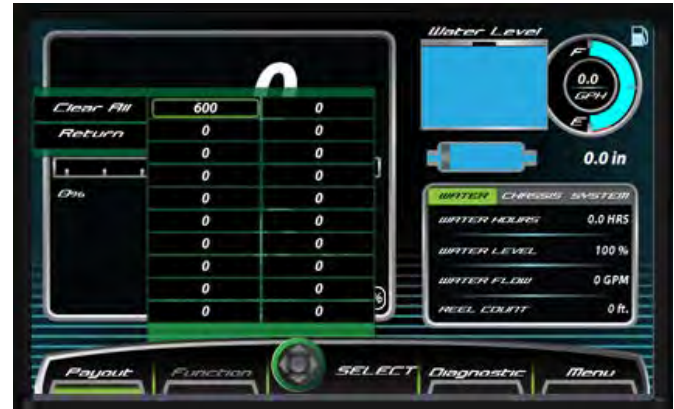 Water Level
0
F
0.0
GPH
E
0.0 in
Clear All
Return
600 0
0 0
0 0
0 0
0 0
0 0
0 0
0 0
0 0
0 0
0%
%
WATER CHASSIS SYSTEM
WATER HOURS 0.0 HRS
WATER LEVEL 100 %
WATER FLOW 0 GPM
REEL COUNT 0 ft.
Payout Function SELECT Diagnostic Menu